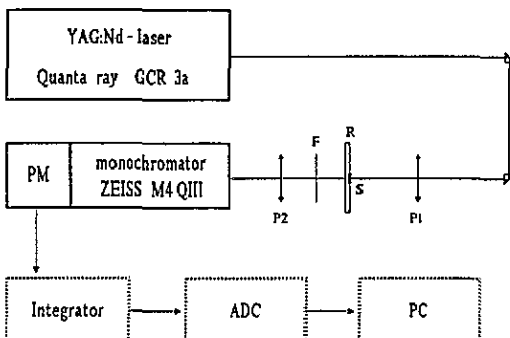 YAG:Nd-laser
Quanta ray GCR 3a
PM
monochromator
ZEISS M4 QIII
F
R
S
P2
P1
Integrator
ADC
PC